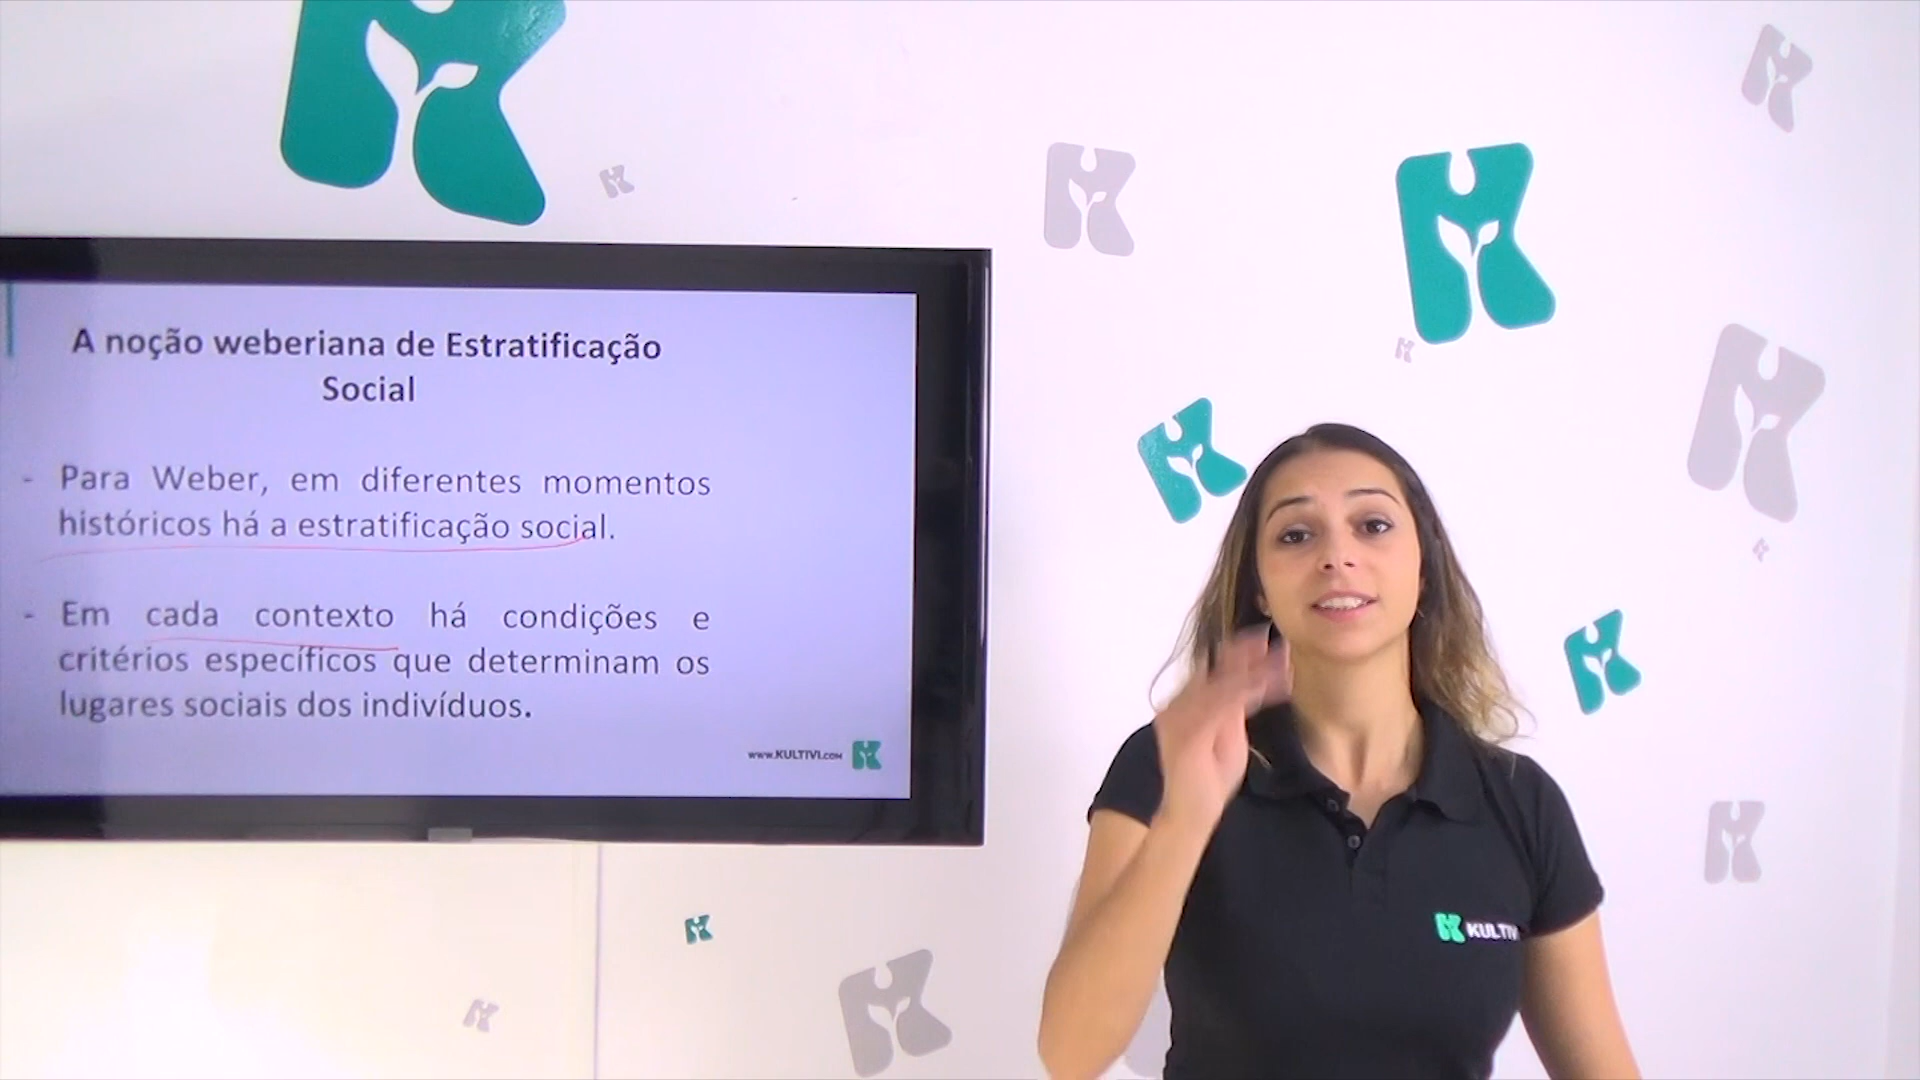 A noção weberiana de Estratificação
Social
- Para Weber, em diferentes momentos
históricos há a estratificação social.
- Em cada contexto há condições e
critérios específicos que determinam os
lugares sociais dos indivíduos.
www.KULTIVI.com
KULTIVI